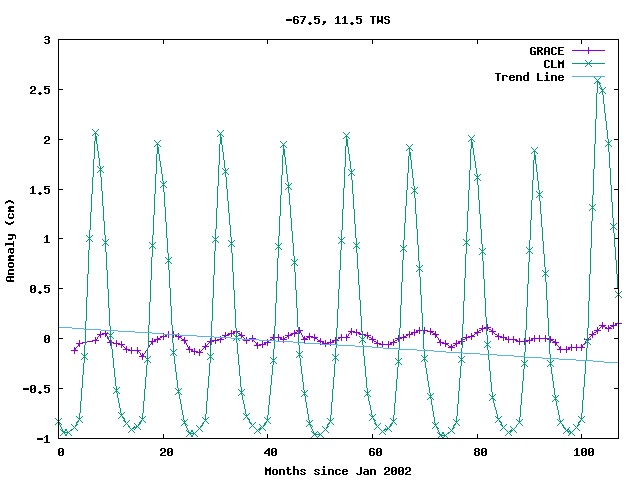 -67.5, 11.5 TWS
GRACE
CLM
Trend Line
3
2.5
2
1.5
1
0.5
0
-0.5
-1
Anomaly (cm)
0 20 40 60 80 100
Months since Jan 2002